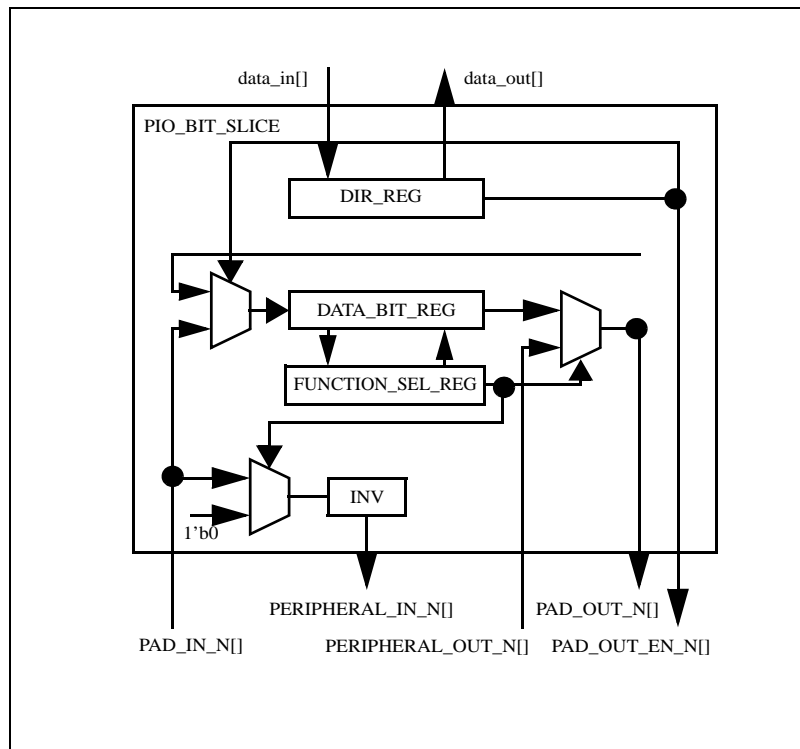 data_in[] data_out[]
PIO_BIT_SLICE
DIR_REG
DATA_BIT_REG
FUNCTION_SEL_REG
INV
1’b0
PERIPHERAL_IN_N[] PAD_OUT_N[]
PAD_IN_N[] PERIPHERAL_OUT_N[] PAD_OUT_EN_N[]